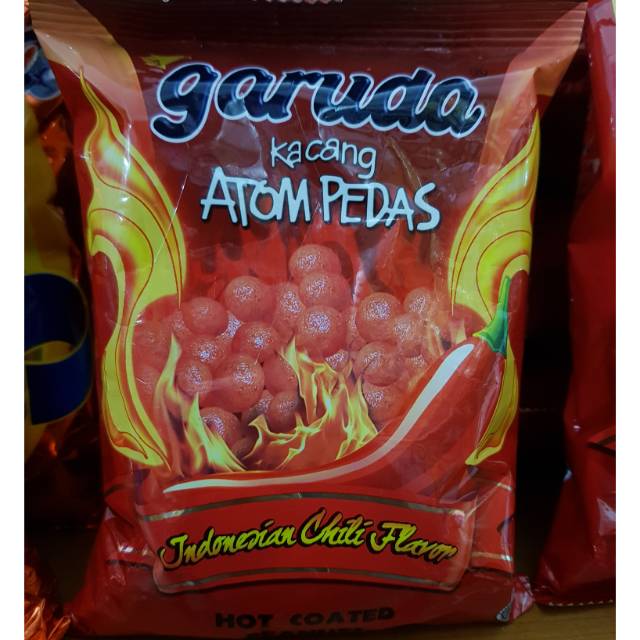 garuda
kacang
ATOM PEDAS
Indonesian Chili Flavor
HOT COATED